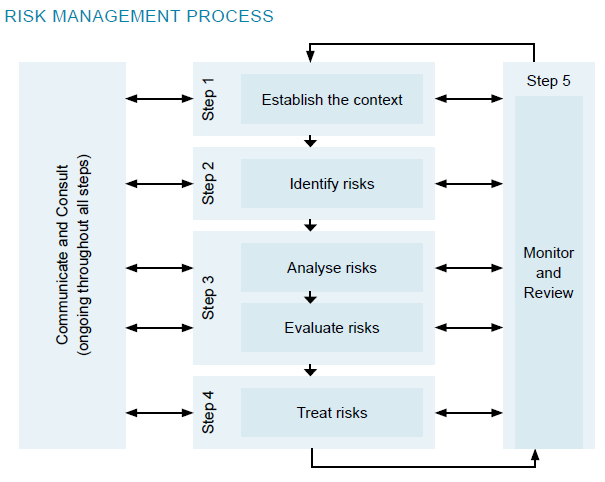 RISK MANAGEMENT PROCESS
Communicate and Consult
(ongoing throughout all steps)
Step 1
Establish the context
Step 2
Identify risks
Step 3
Analyse risks
Evaluate risks
Step 4
Treat risks
Step 5
Monitor
and
Review